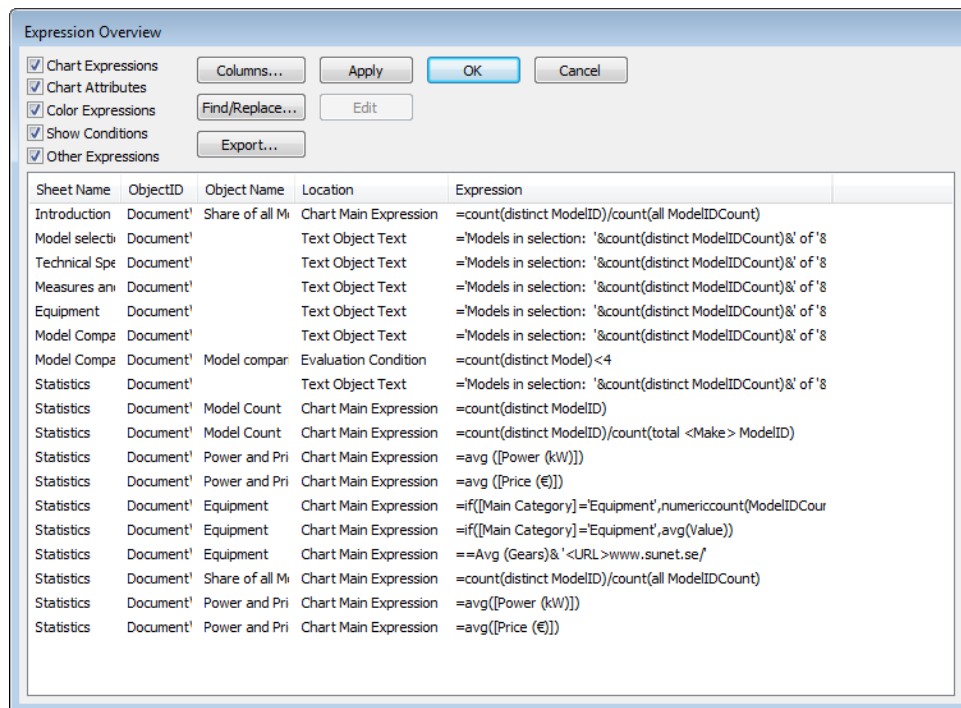 Expression Overview
Chart Expressions
Chart Attributes
Color Expressions
Show Conditions
Other Expressions
Columns... Apply OK Cancel
Find/Replace... Edit
Export...
Sheet Name ObjectID Object Name Location Expression
Introduction Document\ Share of all Mo Chart Main Expression =count(distinct ModelID)/count(all ModelIDCount)
Model selecti Document\ Text Object Text ='Models in selection:  '&count(distinct ModelIDCount)&' of '&
Technical Spe Document\ Text Object Text ='Models in selection:  '&count(distinct ModelIDCount)&' of '&
Measures and Document\ Text Object Text ='Models in selection:  '&count(distinct ModelIDCount)&' of '&
Equipment Document\ Text Object Text ='Models in selection:  '&count(distinct ModelIDCount)&' of '&
Model Compa Document\ Text Object Text ='Models in selection:  '&count(distinct ModelIDCount)&' of '&
Model Compa Document\ Model compari Evaluation Condition =count(distinct Model)<4
Statistics Document\ Text Object Text ='Models in selection:  '&count(distinct ModelIDCount)&' of '&
Statistics Document\ Model Count Chart Main Expression =count(distinct ModelID)
Statistics Document\ Model Count Chart Main Expression =count(distinct ModelID)/count(total <Make> ModelID)
Statistics Document\ Power and Pri Chart Main Expression =avg ([Power (kW)])
Statistics Document\ Power and Pri Chart Main Expression =avg ([Price (€)])
Statistics Document\ Equipment Chart Main Expression =if([Main Category]='Equipment',numericcount(ModelIDCour
Statistics Document\ Equipment Chart Main Expression =if([Main Category]='Equipment',avg(Value))
Statistics Document\ Equipment Chart Main Expression ==Avg (Gears)& '<URL>www.sunet.se/'
Statistics Document\ Share of all Mo Chart Main Expression =count(distinct ModelID)/count(all ModelIDCount)
Statistics Document\ Power and Pri Chart Main Expression =avg([Power (kW)])
Statistics Document\ Power and Pri Chart Main Expression =avg([Price (€)])